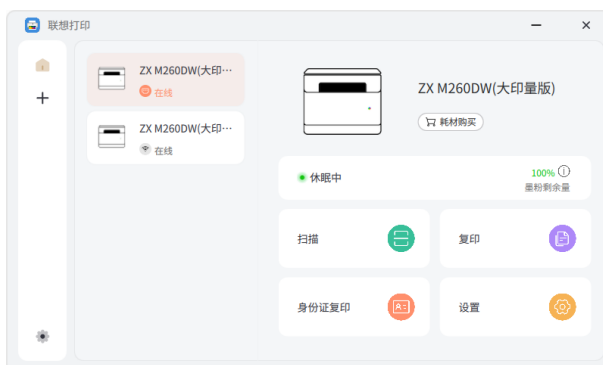 联想打印
ZX M260DW(大印···
在线
ZX M260DW(大印···
在线
ZX M260DW(大印量版)
耗材购买
休眠中
100%
墨粉剩余量
扫描
复印
身份证复印
设置